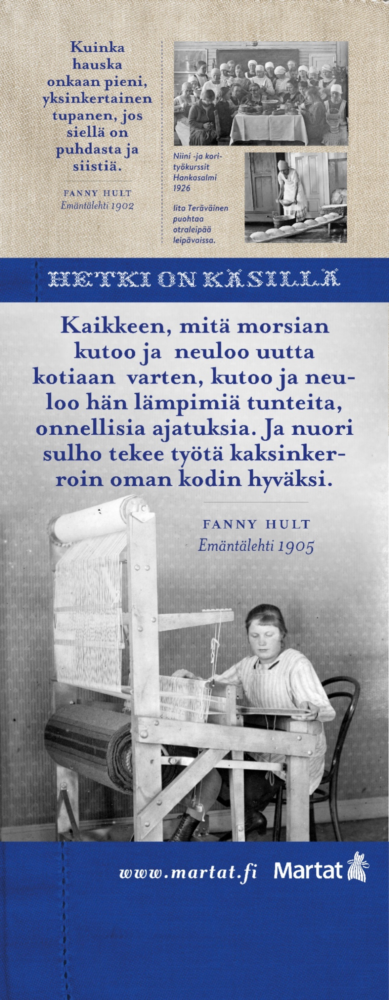 Kuinka
hauska
onkaan pieni,
yksinkertainen
tupanen, jos
siellä on
puhdasta ja
siistiä.
FANNY HULT
Emäntälehti 1902
Niini -ja kori-
työkurssit
Hankasalmi
1926
Iita Teräväinen
puohtaa
otraleipää
leipävaissa.
HETKI ON KÄSILLÄ
Kaikkeen, mitä morsian
kutoo ja neuloo uutta
kotiaan varten, kutoo ja neu-
loo hän lämpimiä tunteita,
onnellisia ajatuksia. Ja nuori
sulho tekee työtä kaksinker-
roin oman kodin hyväksi.
FANNY HULT
Emäntälehti 1905
www.martat.fi Martat